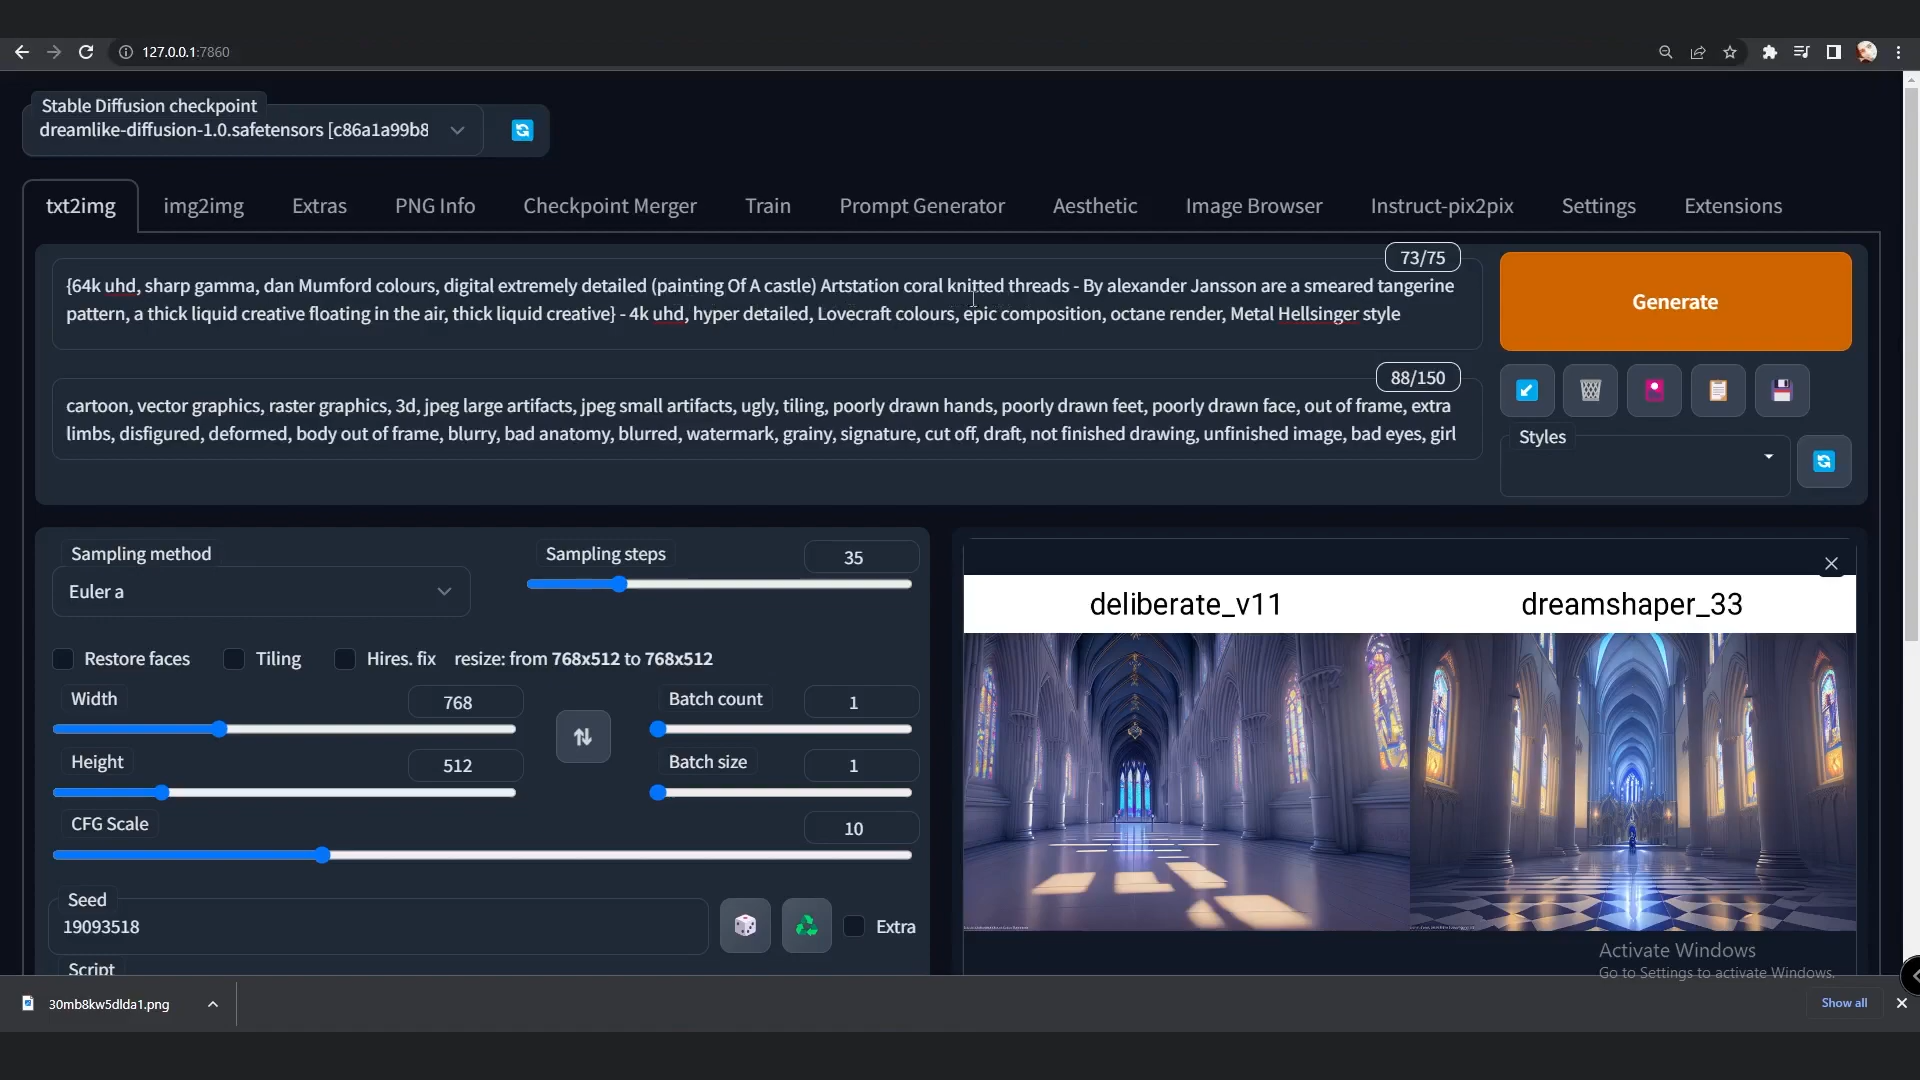 127.0.0.1:7860
Stable Diffusion checkpoint
dreamlike-diffusion-1.0.safetensors [c86a1a99b8
txt2img img2img Extras PNG Info Checkpoint Merger Train Prompt Generator Aesthetic Image Browser Instruct-pix2pix Settings Extensions
73/75
{64k uhd, sharp gamma, dan Mumford colours, digital extremely detailed (painting Of A castle) Artstation coral knitted threads - By alexander Jansson are a smeared tangerine
pattern, a thick liquid creative floating in the air, thick liquid creative} - 4k uhd, hyper detailed, Lovecraft colours, epic composition, octane render, Metal Hellsinger style
Generate
88/150
cartoon, vector graphics, raster graphics, 3d, jpeg large artifacts, jpeg small artifacts, ugly, tiling, poorly drawn hands, poorly drawn feet, poorly drawn face, out of frame, extra
limbs, disfigured, deformed, body out of frame, blurry, bad anatomy, blurred, watermark, grainy, signature, cut off, draft, not finished drawing, unfinished image, bad eyes, girl
Styles
Sampling method
Euler a
Sampling steps
35
Restore faces Tiling Hires. fix resize: from 768x512 to 768x512
Width
768
Batch count
1
Height
512
Batch size
1
CFG Scale
10
Seed
19093518
Extra
Script
deliberate_v11 dreamshaper_33
Activate Windows
Go to Settings to activate Windows.
30mb8kw5dlda1.png
Show all